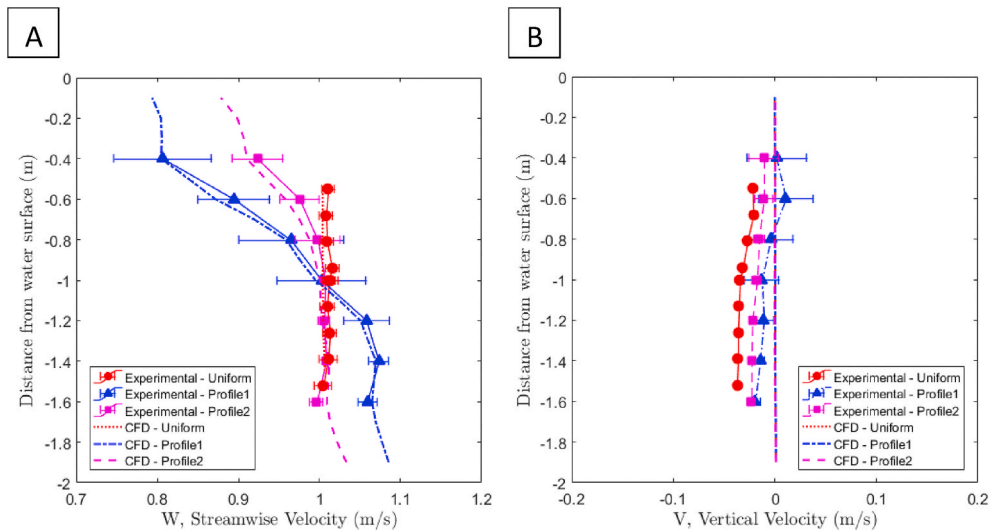 A
B
0
-0.2
-0.4
-0.6
-0.8
-1
-1.2
-1.4
-1.6
-1.8
-2
Distance from water surface (m)
Experimental - Uniform
Experimental - Profile1
Experimental - Profile2
CFD - Uniform
CFD - Profile1
CFD - Profile2
0.7 0.8 0.9 1 1.1 1.2
W, Streamwise Velocity (m/s)
0
-0.2
-0.4
-0.6
-0.8
-1
-1.2
-1.4
-1.6
-1.8
-2
Distance from water surface (m)
Experimental - Uniform
Experimental - Profile1
Experimental - Profile2
CFD - Uniform
CFD - Profile1
CFD - Profile2
-0.2 -0.1 0 0.1 0.2
V, Vertical Velocity (m/s)